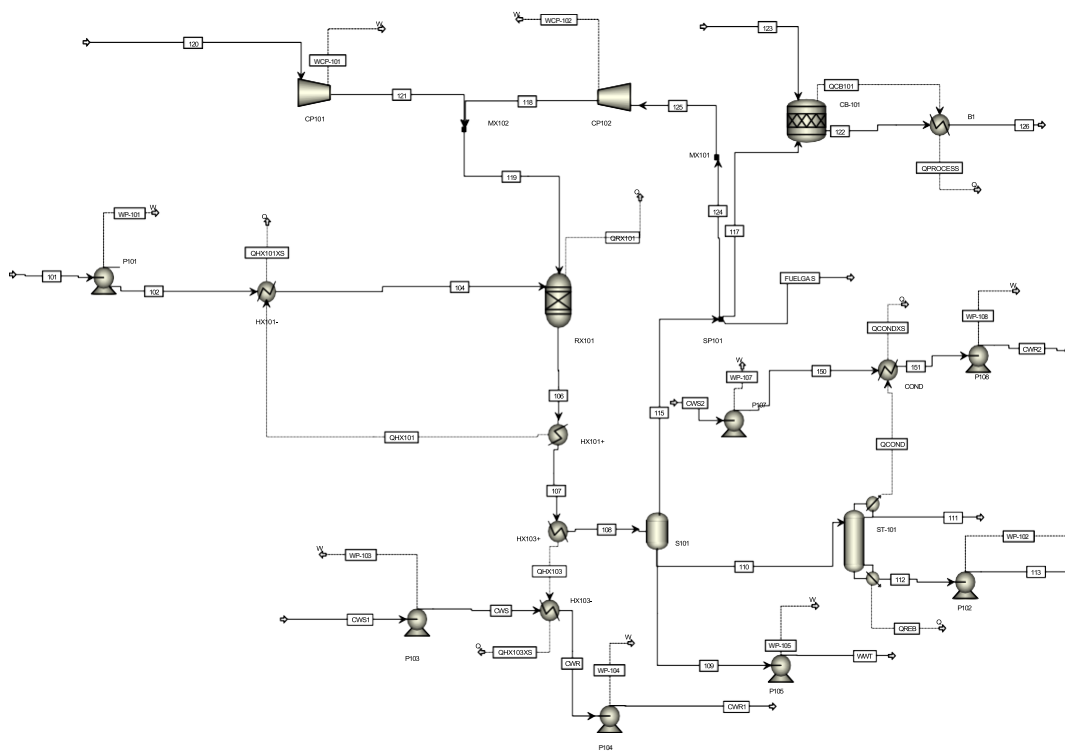 W
W
120
WCP-101
CP101
121
WCP-102
118
MX102
CP102
125
123
QCB101
CB-101
122
B1
126
QPROCESS
Q
MX101
124
117
119
W
WP-101
P101
101
102
Q
QHX101XS
HX101-
104
Q
QRX101
RX101
FUELGAS
SP101
Q
QCONDXS
W
WP-108
CWR2
P106
151
COND
W
WP-107
P107
150
CWS2
106
115
QHX101
HX101+
QCOND
107
HX103+
108
S101
ST-101
111
WP-102
110
112
113
P102
W
WP-103
QHX103
HX103-
CWS
CWS1
P103
Q
QHX103XS
CWR
W
WP-104
CWR1
P104
W
WP-105
109
WWT
P105
QREB
Q